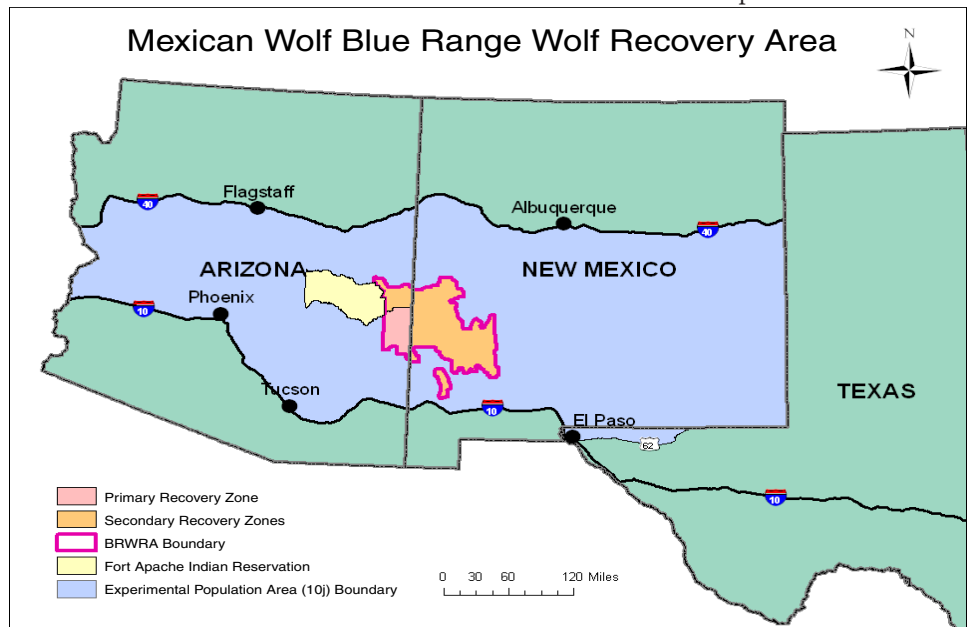 Mexican Wolf Blue Range Wolf Recovery Area
N
Flagstaff
40
Albuquerque
40
ARIZONA
NEW MEXICO
Phoenix
10
TEXAS
Tucson
10
El Paso
62
10
Primary Recovery Zone
Secondary Recovery Zones
BRWRA Boundary
Fort Apache Indian Reservation
Experimental Population Area (10j) Boundary
0 30 60 120 Miles